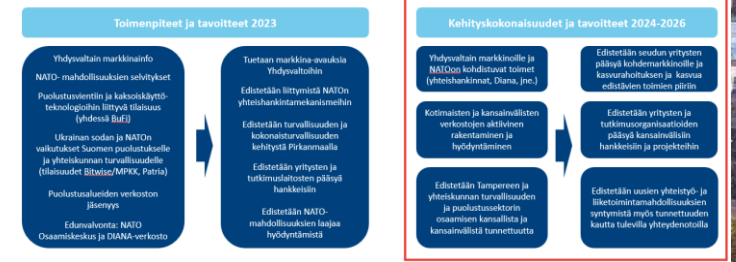 Toimenpiteet ja tavoitteet 2023
Yhdysvaltain markkinainfo
NATO- mahdollisuuksien selvitykset
Puolustusvientiin ja kaksoiskäyttö-
teknologioihin liittyvä tilaisuus
(yhdessä BuFi)
Ukrainan sodan ja NATOn
vaikutukset Suomen puolustukselle
ja yhteiskunnan turvallisuudelle
(tilaisuudet Bitwise/MPKK, Patria)
Puolustusalueiden verkoston
jäsenyys
Edunvalvonta: NATO
Osaamiskeskus ja DIANA-verkosto
Tuetaan markkina-avauksia
Yhdysvaltoihin
Edistetään liittymistä NATOn
yhteishankintamekanismeihin
Edistetään turvallisuuden ja
kokonaisturvallisuuden
kehitystä Pirkanmaalla
Edistetään yritysten ja
tutkimuslaitosten pääsyä
hankkeisiin
Edistetään NATO-
mahdollisuuksien laajaa
hyödyntämistä
Kehityskokonaisuudet ja tavoitteet 2024-2026
Yhdysvaltain markkinoille ja
NATOon kohdistuvat toimet
(yhteishankinnat, Diana, jne.)
Kotimaisten ja kansainvälisten
verkostojen aktiivinen
rakentaminen ja
hyödyntäminen
Edistetään Tampereen ja
yhteiskunnan turvallisuuden
ja puolustussektorin
osaamisen kansallista ja
kansainvälistä tunnettuutta
Edistetään seudun yritysten
pääsyä kohdemarkkinoille ja
kasvurahoituksen ja kasvua
edistävien toimien piiriin
Edistetään yritysten ja
tutkimusorganisaatioiden
pääsyä kansainvälisiin
hankkeisiin ja projekteihin
Edistetään uusien yhteistyö- ja
liiketoimintamahdollisuuksien
syntymistä myös tunnettuuden
kautta tulevilla yhteydenotoilla